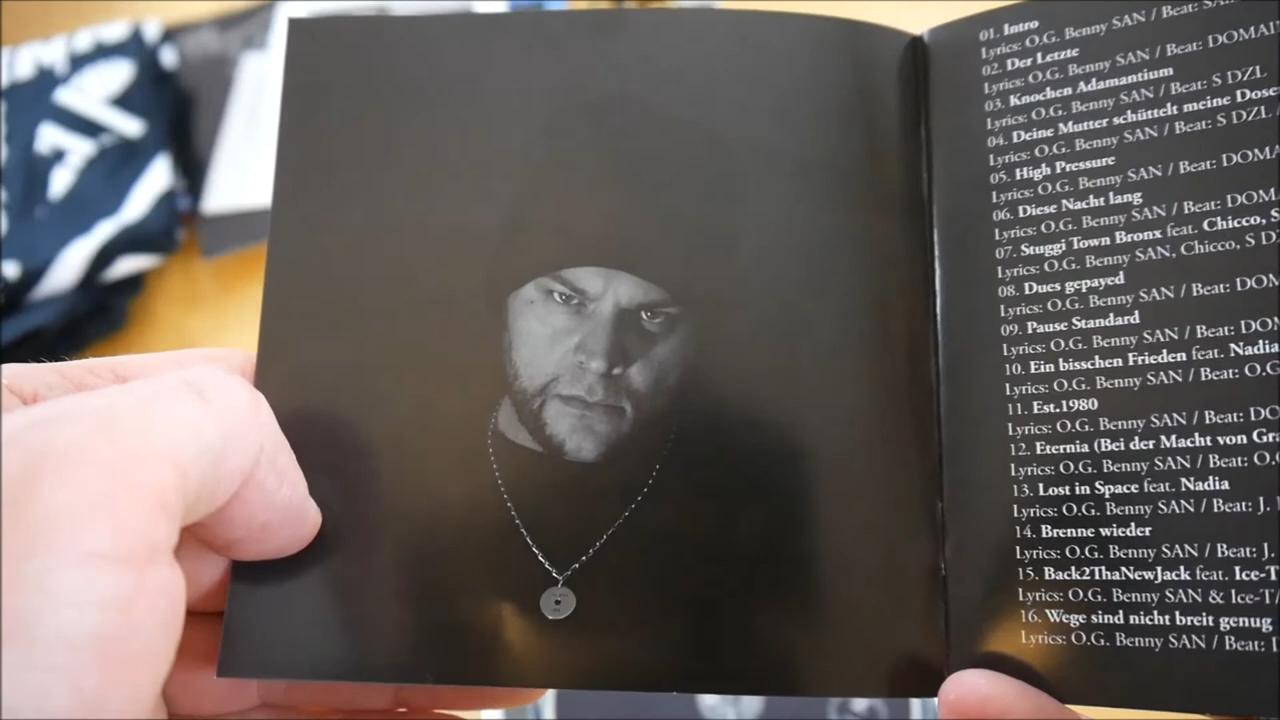 01. Intro
Lyrics: O.G. Benny SAN / Beat:
02. Der Letzte
Lyrics: O.G. Benny SAN / Beat: DOMAI
03. Knochen Adamantium
Lyrics: O.G. Benny SAN / Beat: S DZL
04. Deine Mutter schüttelt meine Dose
Lyrics: O.G. Benny SAN / Beat: S DZL /
05. High Pressure
Lyrics: O.G. Benny SAN / Beat: DOMA
06. Diese Nacht lang
Lyrics: O.G. Benny SAN / Beat: DOM
07. Stuggi Town Bronx feat. Chicco, S
Lyrics: O.G. Benny SAN, Chicco, S D
08. Dues gepayed
Lyrics: O.G. Benny SAN / Beat: DOM
09. Pause Standard
Lyrics: O.G. Benny SAN / Beat: DO
10. Ein bisschen Frieden feat. Nadia
Lyrics: O.G. Benny SAN / Beat: O.G
11. Est.1980
Lyrics: O.G. Benny SAN / Beat: DO
12. Eternia (Bei der Macht von Gra
Lyrics: O.G. Benny SAN / Beat: O.
13. Lost in Space feat. Nadia
Lyrics: O.G. Benny SAN / Beat: J.
14. Brenne wieder
Lyrics: O.G. Benny SAN / Beat: J.
15. Back2ThaNewJack feat. Ice-T
Lyrics: O.G. Benny SAN & Ice-T/
16. Wege sind nicht breit genug
Lyrics: O.G. Benny SAN / Beat: